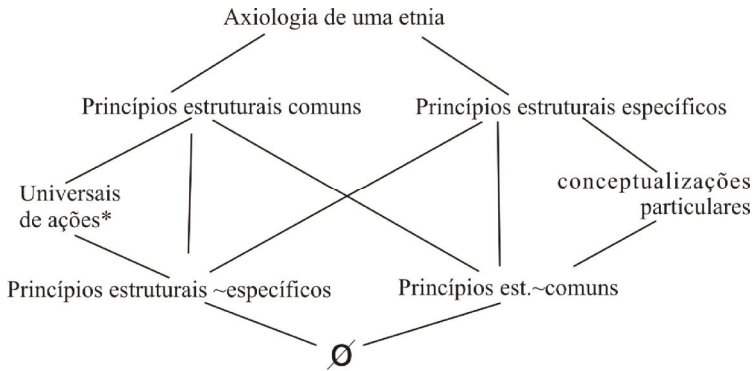 Axiologia de uma etnia
Princípios estruturais comuns
Princípios estruturais específicos
Universais
de ações*
conceptualizações
particulares
Princípios estruturais ~específicos
Princípios est.~comuns
Ø